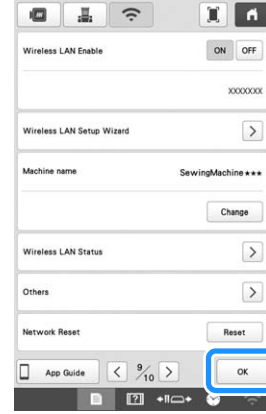 Wireless LAN Enable ON OFF
XXXXXXX
Wireless LAN Setup Wizard
Machine name SewingMachine***
Change
Wireless LAN Status
Others
Network Reset Reset
App Guide < 9/10 > OK